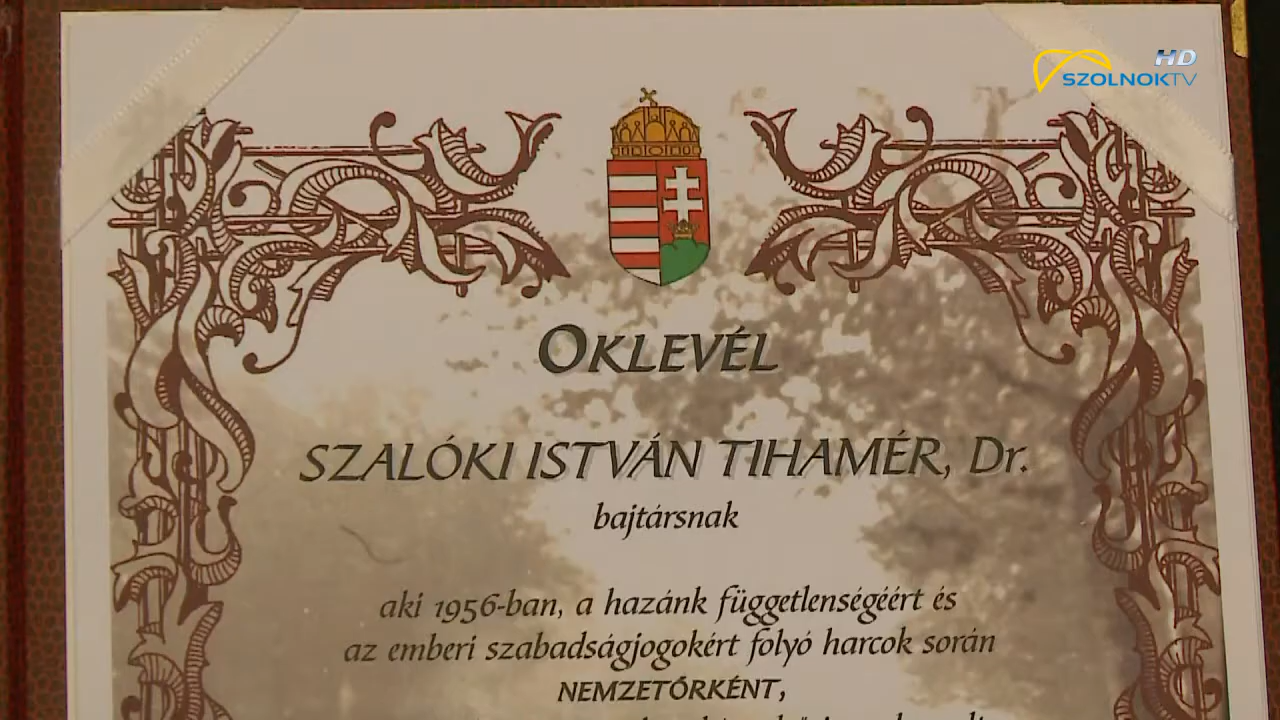 HD
SZOLNOKTV
OKLEVÉL
SZALÓKI ISTVÁN TIHAMÉR, Dr.
bajtársnak
aki 1956-ban, a hazánk függetlenségéért és
az emberi szabadságjogokért folyó harcok során
NEMZETŐRKÉNT,